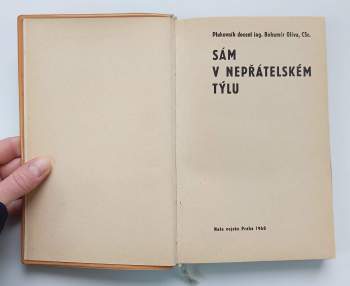 Plukovník docent ing. Bohumír Oliva, CSc.
SÁM
V NEPŘÁTELSKÉM
TÝLU
Naše vojsko Praha 1968